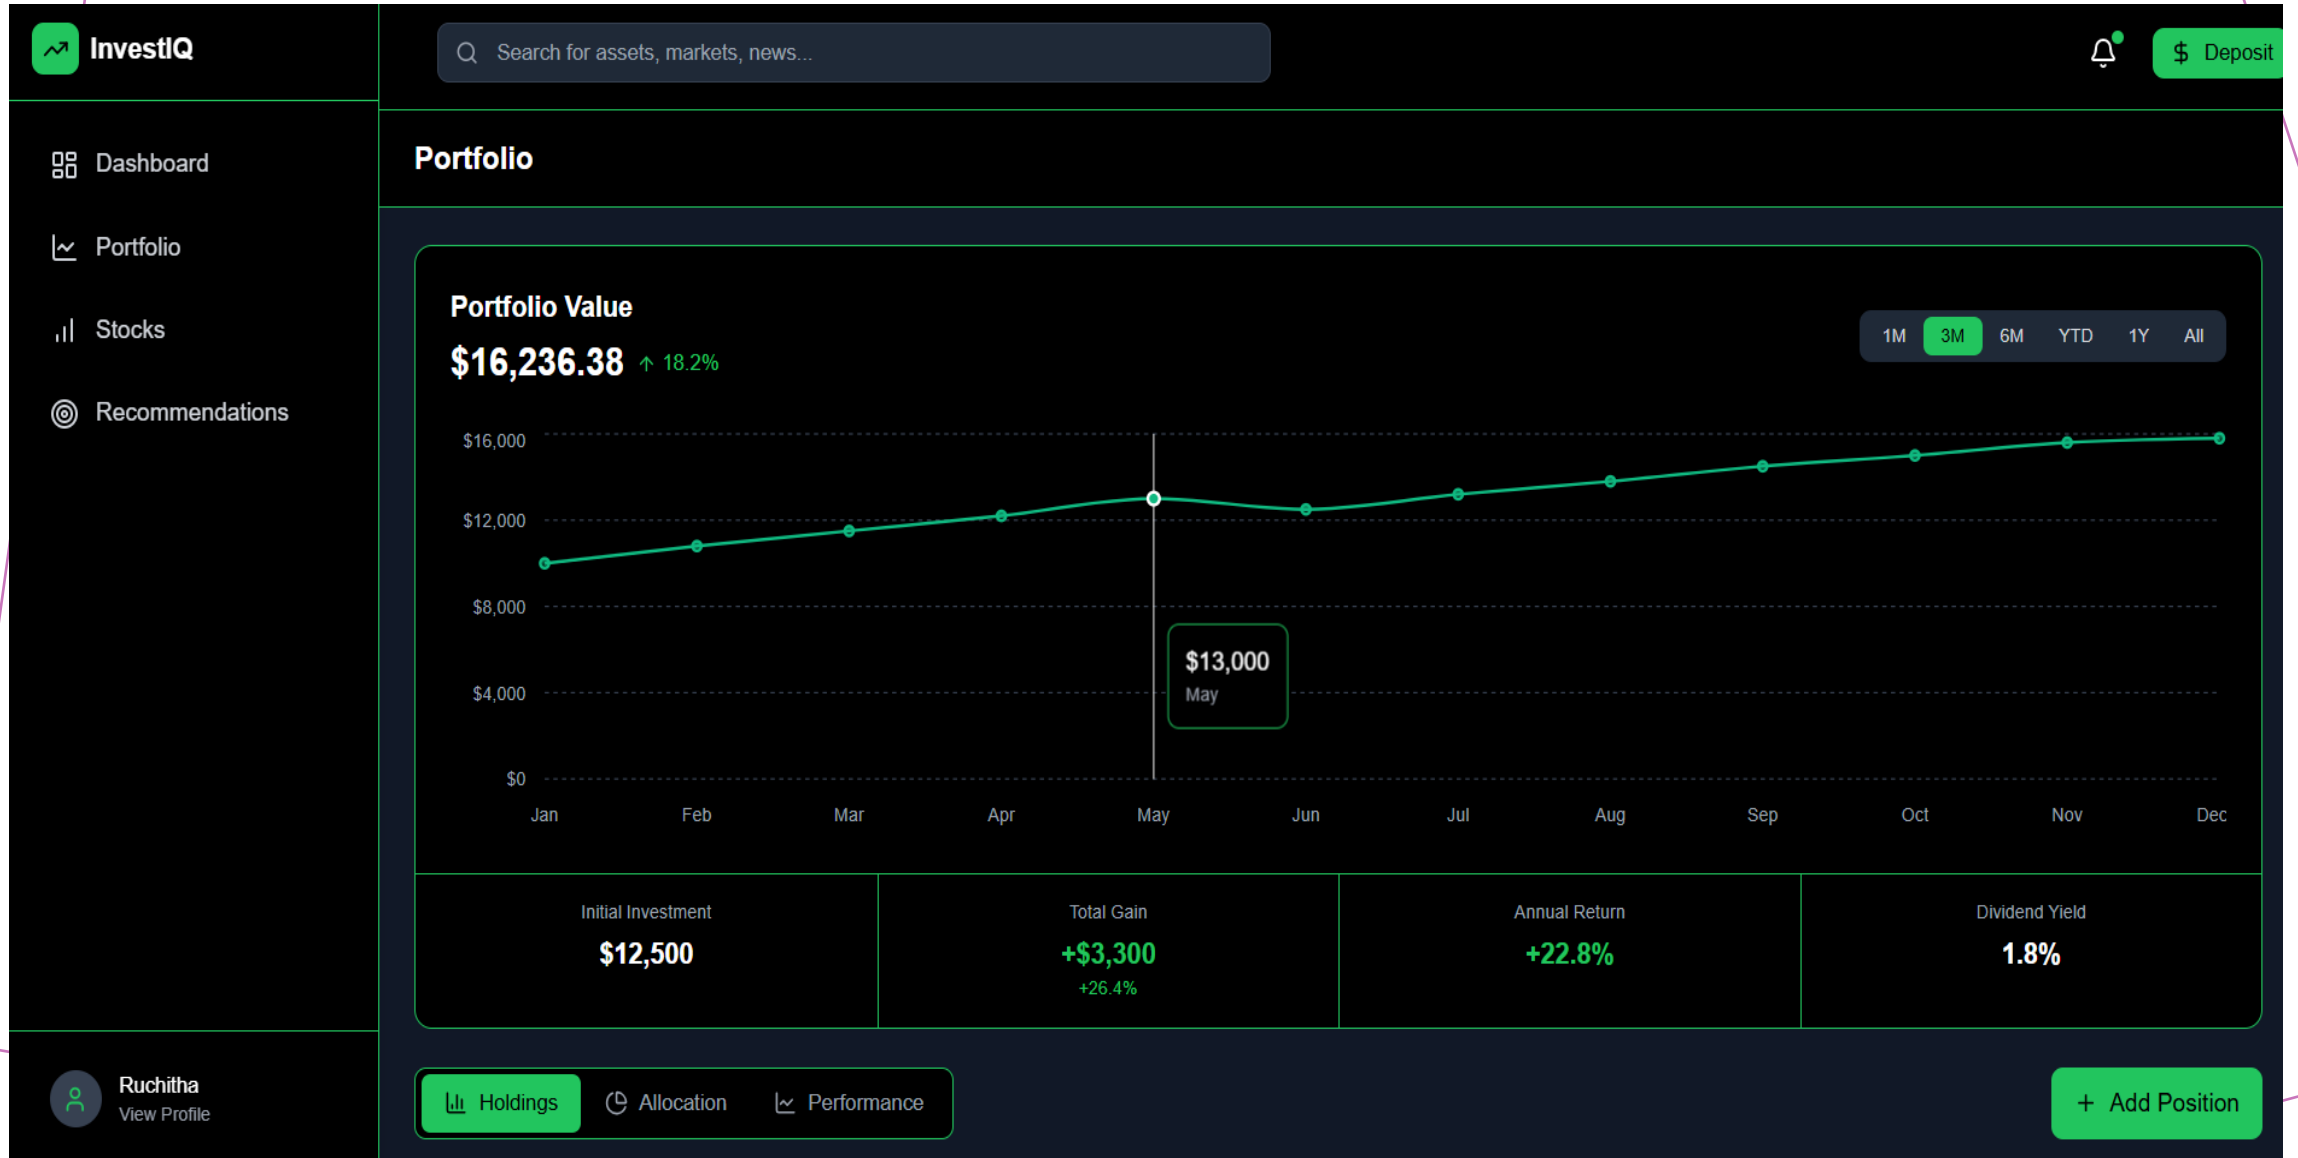 InvestIQ
Search for assets, markets, news...
$ Deposit
Dashboard
Portfolio
Stocks
Recommendations
Portfolio
Portfolio Value
$16,236.38 ↑ 18.2%
1M 3M 6M YTD 1Y All
$16,000
$12,000
$8,000
$4,000
$0
$13,000
May
Jan Feb Mar Apr May Jun Jul Aug Sep Oct Nov Dec
Initial Investment
$12,500
Total Gain
+$3,300
+26.4%
Annual Return
+22.8%
Dividend Yield
1.8%
Ruchitha
View Profile
Holdings Allocation Performance
+ Add Position